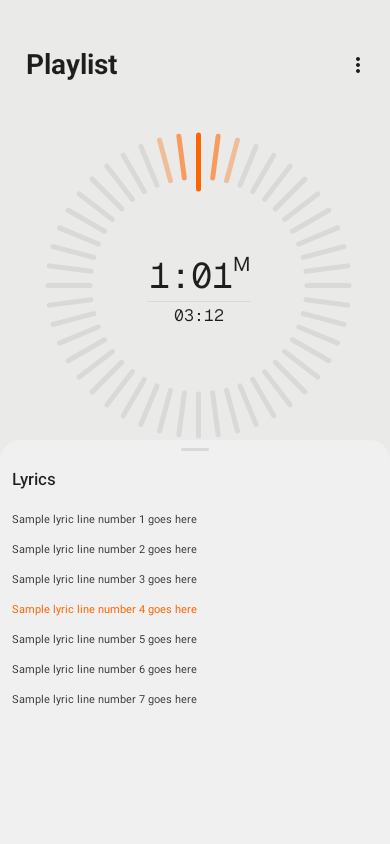 Playlist
1:01M
03:12
Lyrics
Sample lyric line number 1 goes here
Sample lyric line number 2 goes here
Sample lyric line number 3 goes here
Sample lyric line number 4 goes here
Sample lyric line number 5 goes here
Sample lyric line number 6 goes here
Sample lyric line number 7 goes here